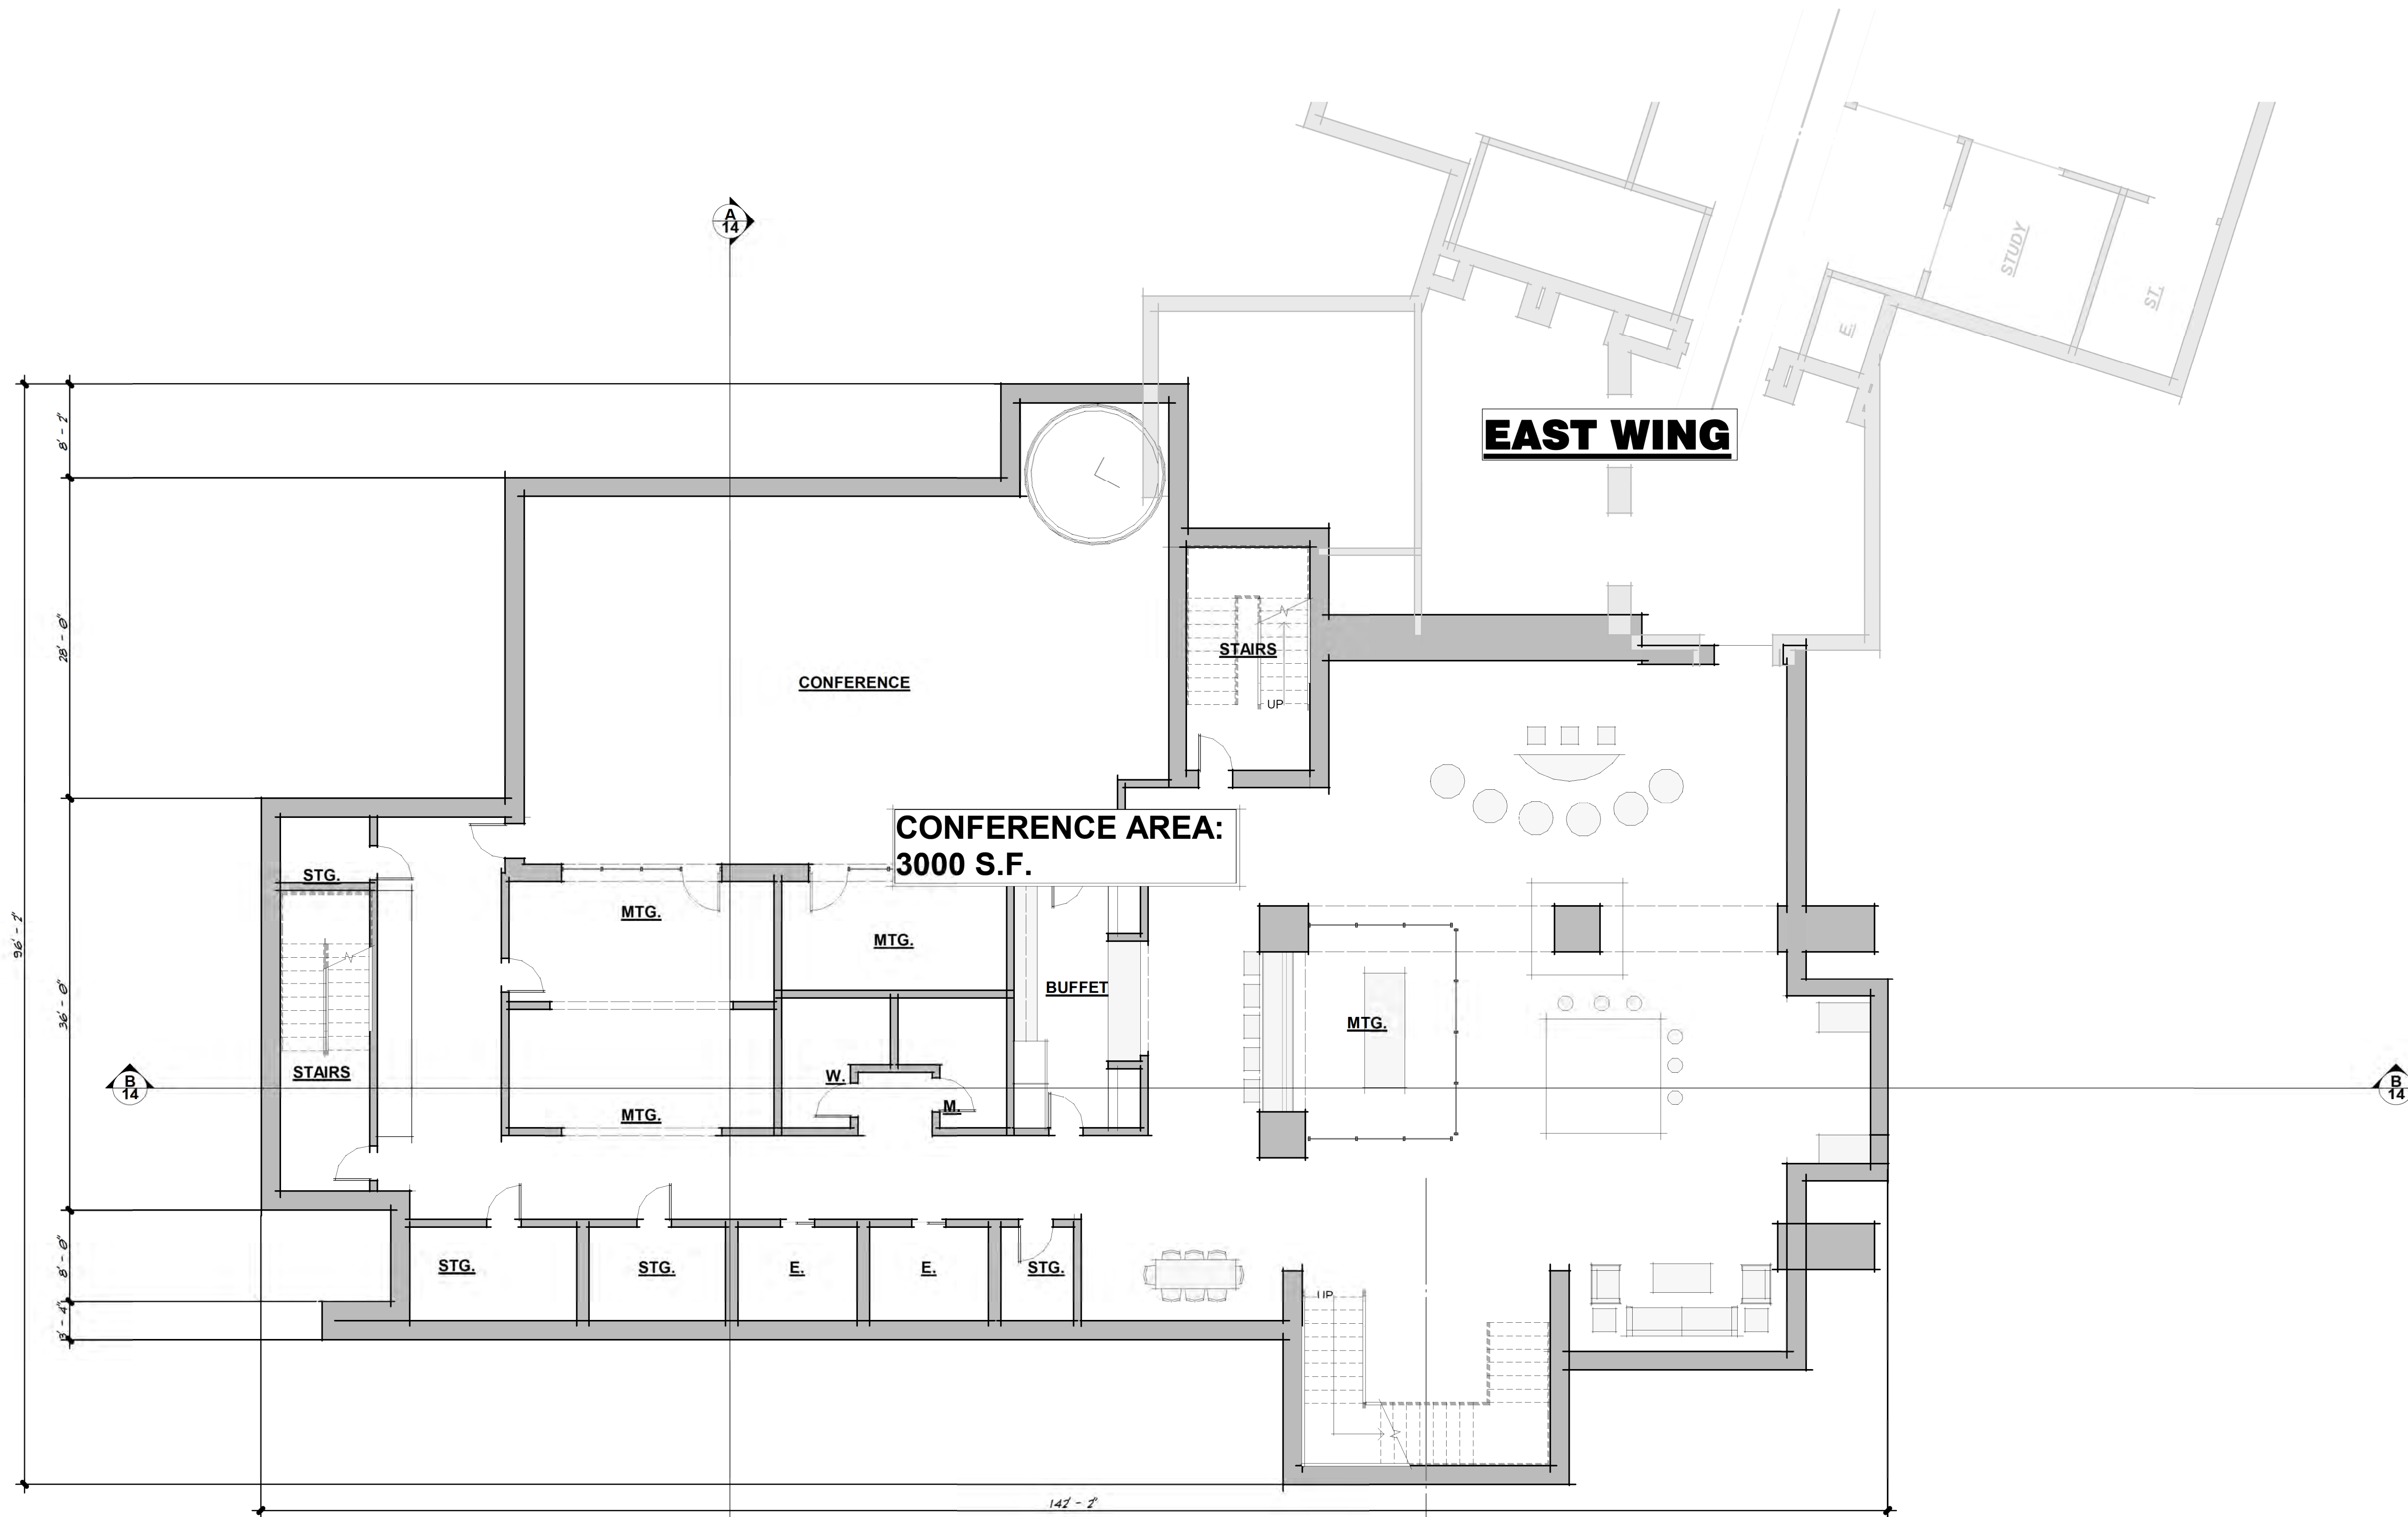 A
14
STUDY
ST.
E.
EAST WING
8' - 2"
28' - 0"
STAIRS
CONFERENCE
UP
CONFERENCE AREA:
3000 S.F.
STG.
MTG.
MTG.
96' - 2"
BUFFET
36' - 0"
MTG.
STAIRS
W.
B
14
B
14
M.
MTG.
STG.
STG.
E.
E.
STG.
8' - 0"
UP
3' - 4"
142' - 2"